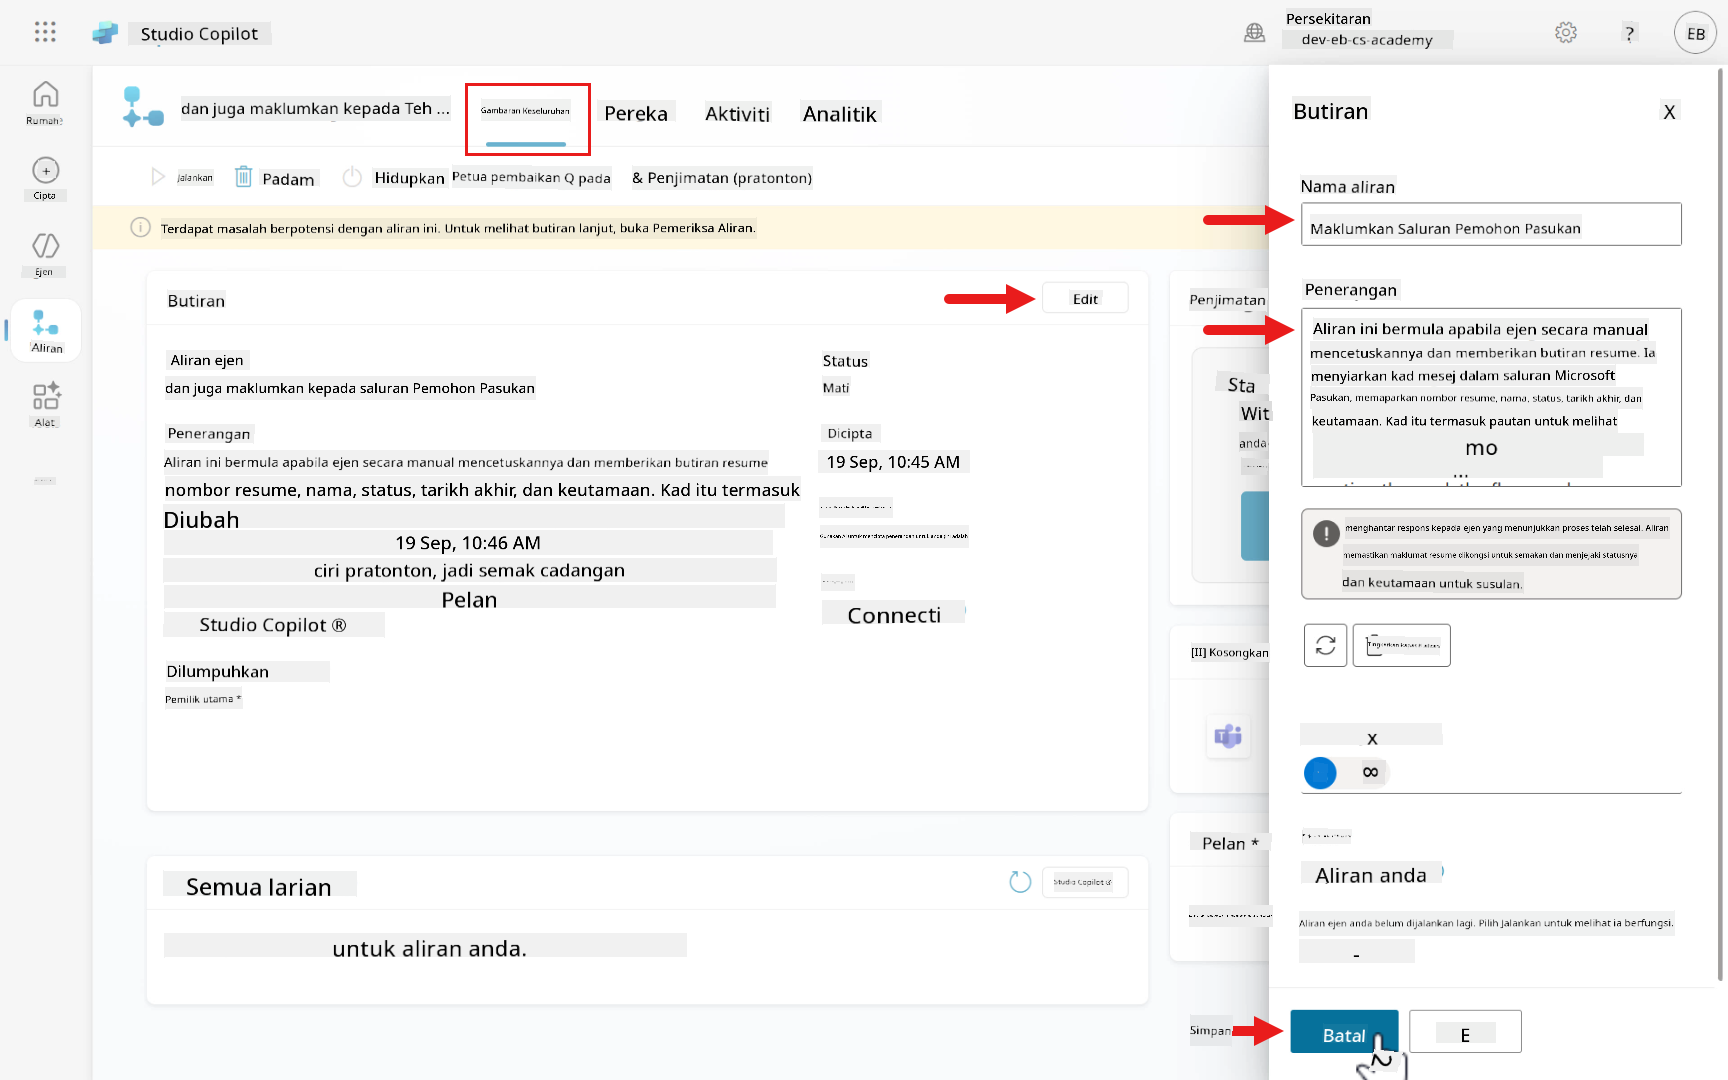 Studio Copilot
Persekitaran
dev-eb-cs-academy
?
EB
Rumah
Cipta
Ejen
Aliran
Alat
dan juga maklumkan kepada Teh ...
Gambaran Keseluruhan
Pereka
Aktiviti
Analitik
Jalankan
Padam
Hidupkan
Petua pembaikan Q pada
& Penjimatan (pratonton)
Terdapat masalah berpotensi dengan aliran ini. Untuk melihat butiran lanjut, buka Pemeriksa Aliran.
Butiran
Edit
Aliran ejen
dan juga maklumkan kepada saluran Pemohon Pasukan
Status
Mati
Penerangan
Aliran ini bermula apabila ejen secara manual mencetuskannya dan memberikan butiran resume
nombor resume, nama, status, tarikh akhir, dan keutamaan. Kad itu termasuk
Diubah
19 Sep, 10:46 AM
ciri pratonton, jadi semak cadangan
Pelan
Studio Copilot ®
Dicipta
19 Sep, 10:45 AM
Connecti
Dilumpuhkan
Pemilik utama *
Semua larian
Studio Copilot
untuk aliran anda.
Penjimatan
Sta
Wit
anda
[II] Kosongkan
Pelan *
Simpan
Butiran
X
Nama aliran
Maklumkan Saluran Pemohon Pasukan
Penerangan
Aliran ini bermula apabila ejen secara manual
mencetuskannya dan memberikan butiran resume. Ia
menyiarkan kad mesej dalam saluran Microsoft
Pasukan, memaparkan nombor resume, nama, status, tarikh akhir, dan
keutamaan. Kad itu termasuk pautan untuk melihat
mo
menghantar respons kepada ejen yang menunjukkan proses telah selesai. Aliran
memastikan maklumat resume dikongsi untuk semakan dan menjejaki statusnya
dan keutamaan untuk susulan.
x
∞
Aliran anda
Aliran ejen anda belum dijalankan lagi. Pilih Jalankan untuk melihat ia berfungsi.
-
Batal
E